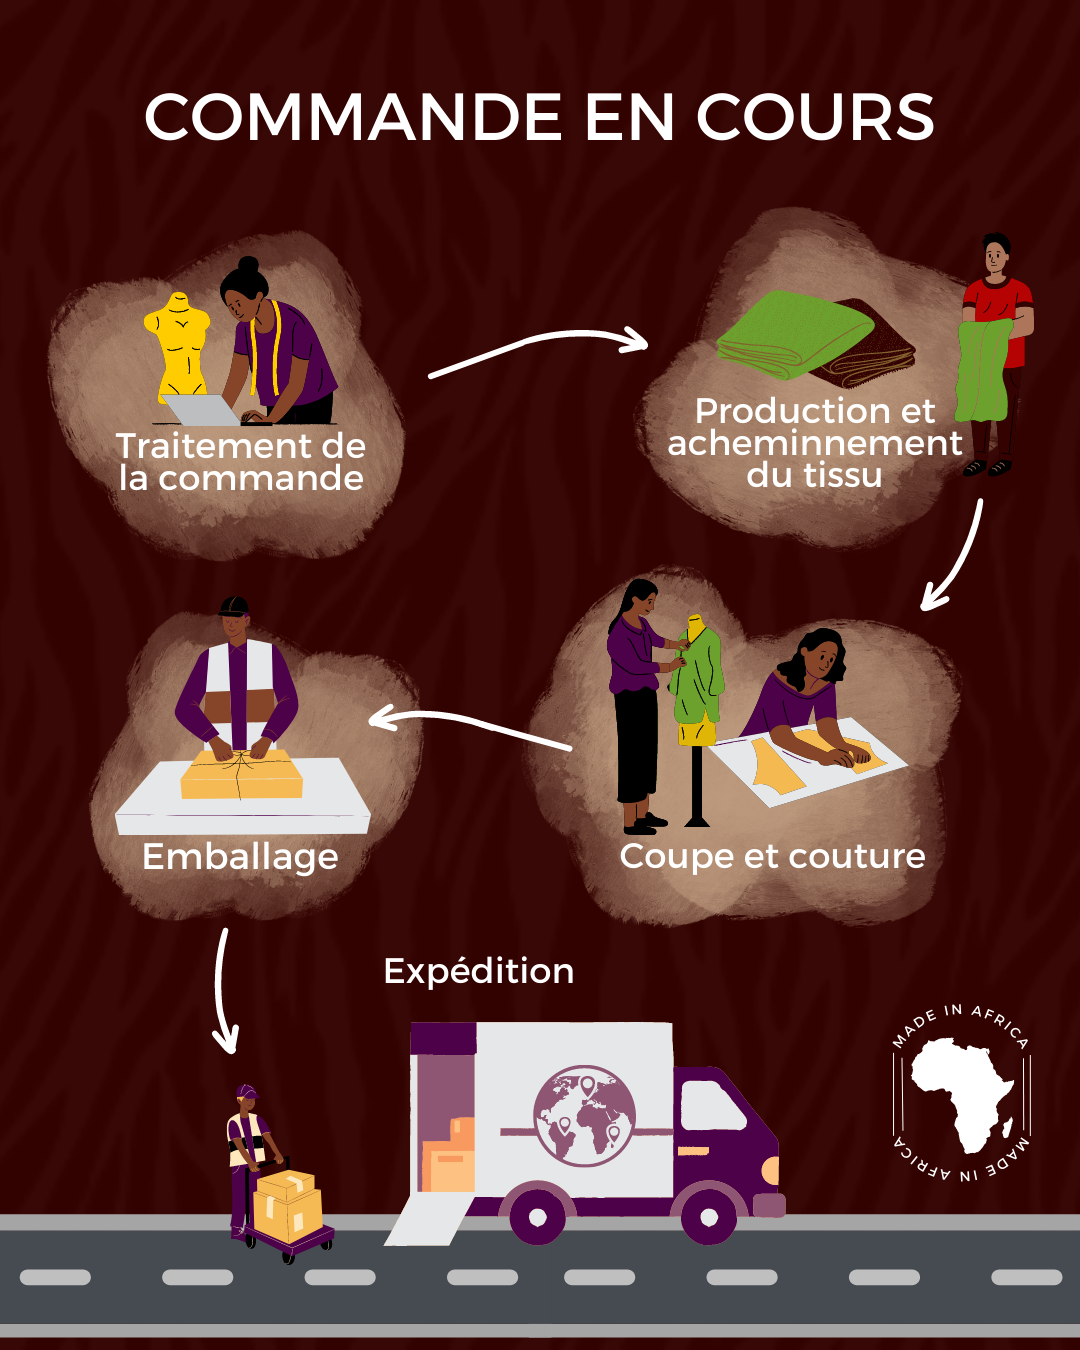 COMMANDE EN COURS
Traitement de
la commande
Production et
acheminnement
du tissu
Coupe et couture
Emballage
Expédition
MADE IN AFRICA
MADE IN AFRICA